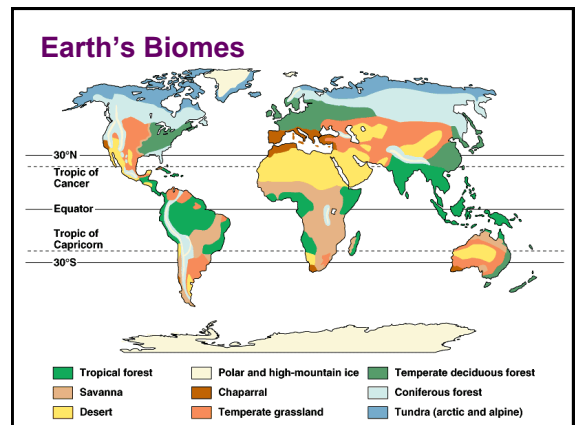 Earth's Biomes
30°N
Tropic of
Cancer
Equator
Tropic of
Capricorn
30°S
Tropical forest
Savanna
Desert
Polar and high-mountain ice
Chaparral
Temperate grassland
Temperate deciduous forest
Coniferous forest
Tundra (arctic and alpine)